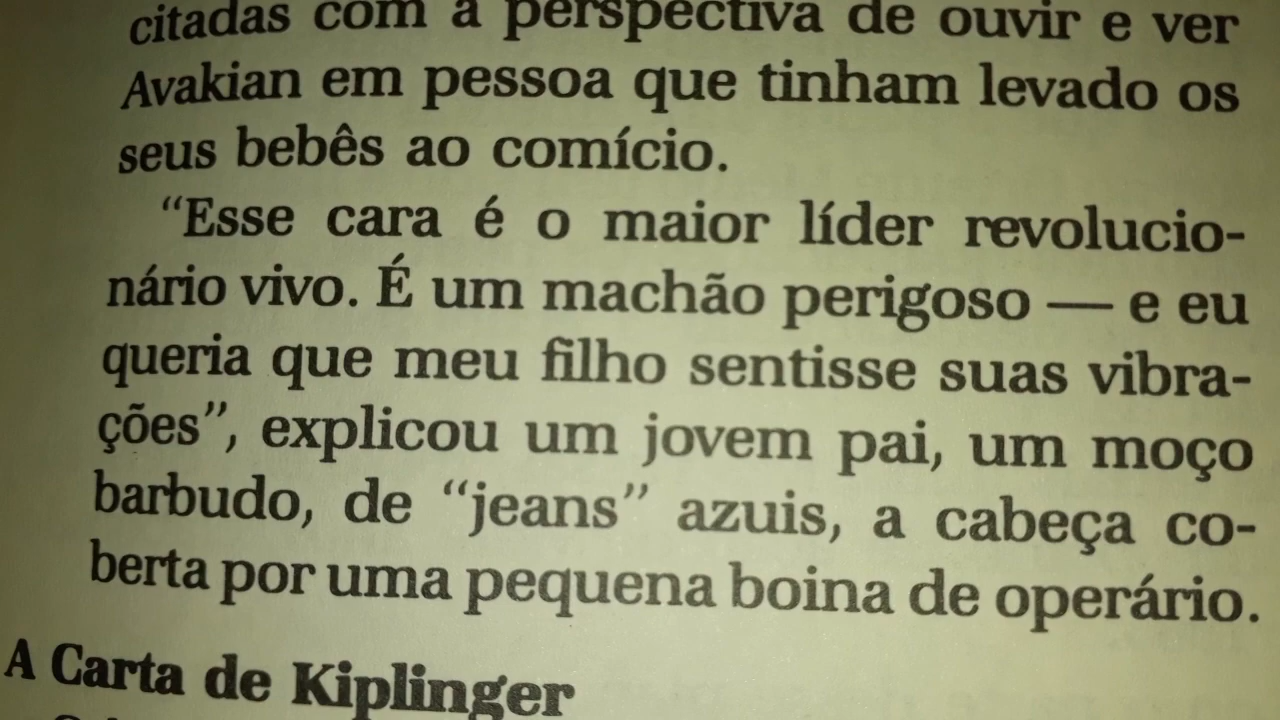 citadas com a perspectiva de ouvir e ver
Avakian em pessoa que tinham levado os
seus bebês ao comício.
“Esse cara é o maior líder revolucio-
nário vivo. É um machão perigoso — e eu
queria que meu filho sentisse suas vibra-
ções”, explicou um jovem pai, um moço
barbudo, de “jeans” azuis, a cabeça co-
berta por uma pequena boina de operário.
A Carta de Kiplinger